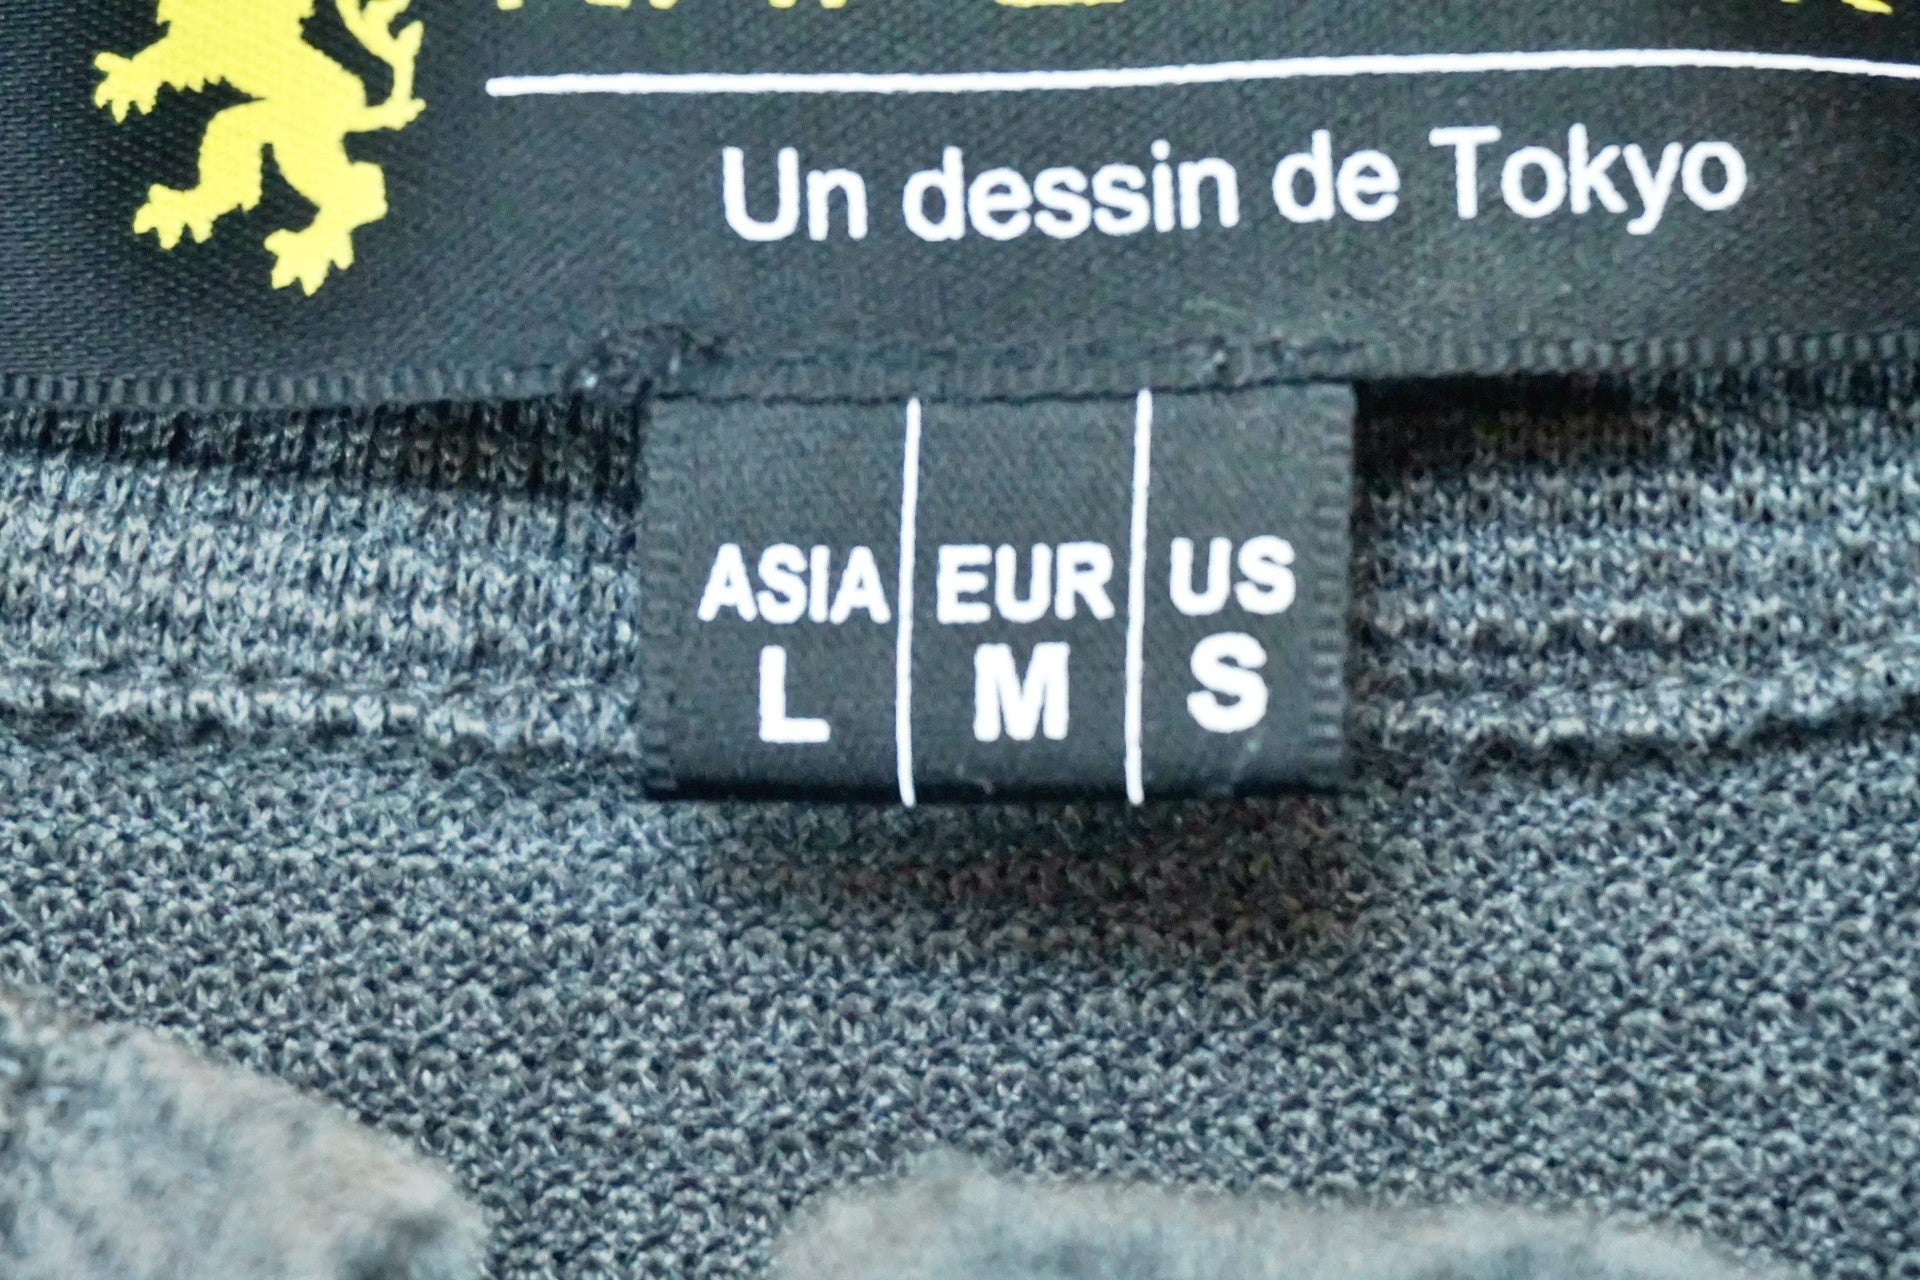 Un dessin de Tokyo
ASIA EUR US
L M S